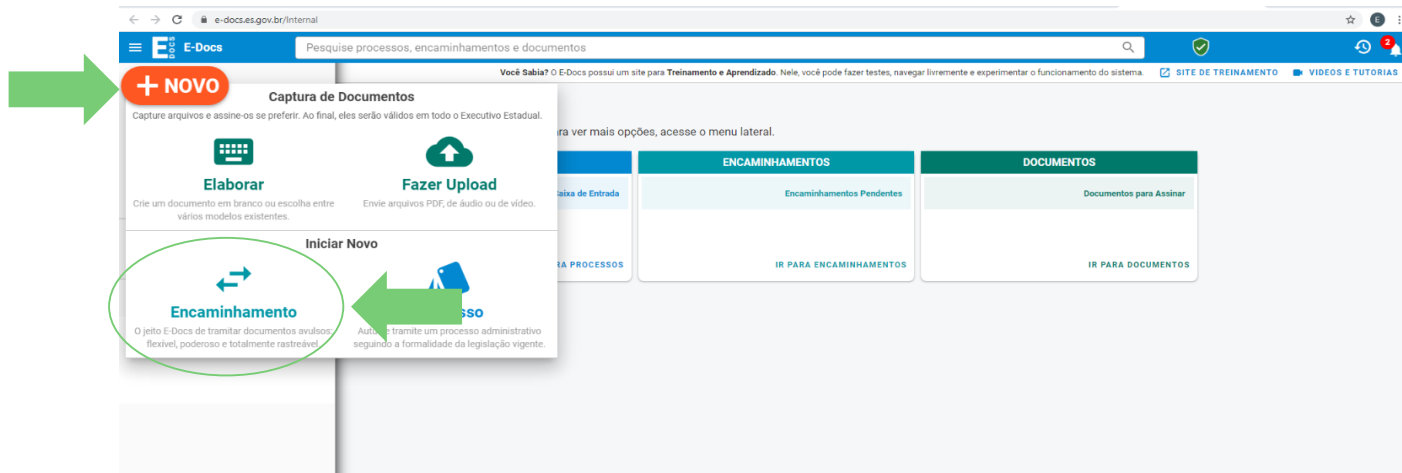 e-docs.es.gov.br/Internal
E
E DOCS E-Docs
Pesquise processos, encaminhamentos e documentos
2
Você Sabia? O E-Docs possui um site para Treinamento e Aprendizado. Nele, você pode fazer testes, navegar livremente e experimentar o funcionamento do sistema.
SITE DE TREINAMENTO
VIDEOS E TUTORIAS
+ NOVO
Captura de Documentos
Capture arquivos e assine-os se preferir. Ao final, eles serão válidos em todo o Executivo Estadual.
Elaborar
Crie um documento em branco ou escolha entre
vários modelos existentes.
Fazer Upload
Envie arquivos PDF, de áudio ou de vídeo.
Iniciar Novo
Encaminhamento
O jeito E-Docs de tramitar documentos avulsos:
flexível, poderoso e totalmente rastreável
sso
tramite um processo administrativo
seguindo a formalidade da legislação vigente.
ra ver mais opções, acesse o menu lateral.
aixa de Entrada
RA PROCESSOS
ENCAMINHAMENTOS
Encaminhamentos Pendentes
IR PARA ENCAMINHAMENTOS
DOCUMENTOS
Documentos para Assinar
IR PARA DOCUMENTOS